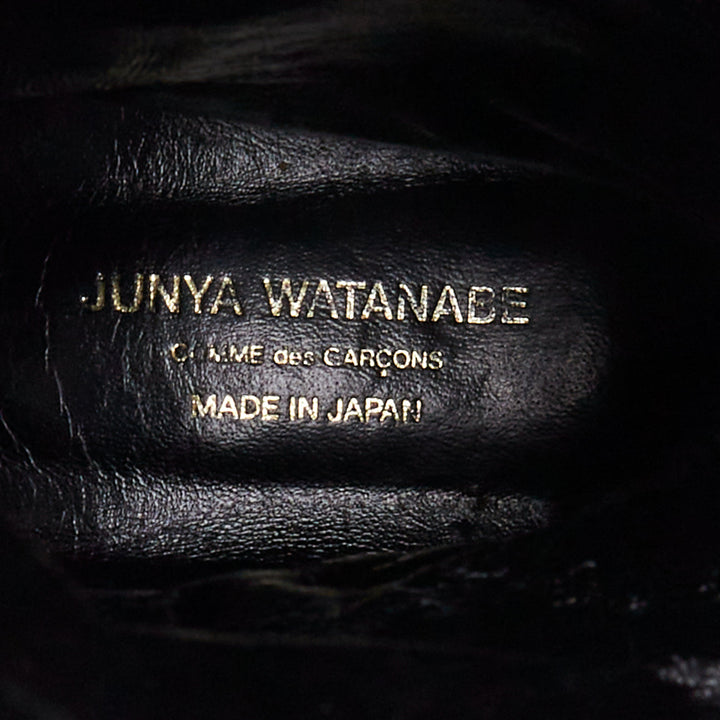 JUNYA WATANABE
COMME des GARÇONS
MADE IN JAPAN